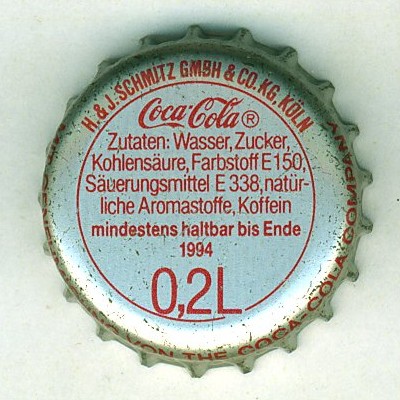 H. & J. SCHMITZ GMBH & CO. KG, KÖLN
Coca-Cola®
Zutaten: Wasser, Zucker,
Kohlensäure, Farbstoff E 150,
Säuerungsmittel E 338, natür-
liche Aromastoffe, Koffein
mindestens haltbar bis Ende
1994
0,2L
VON THE COCA-COLA COMPANY